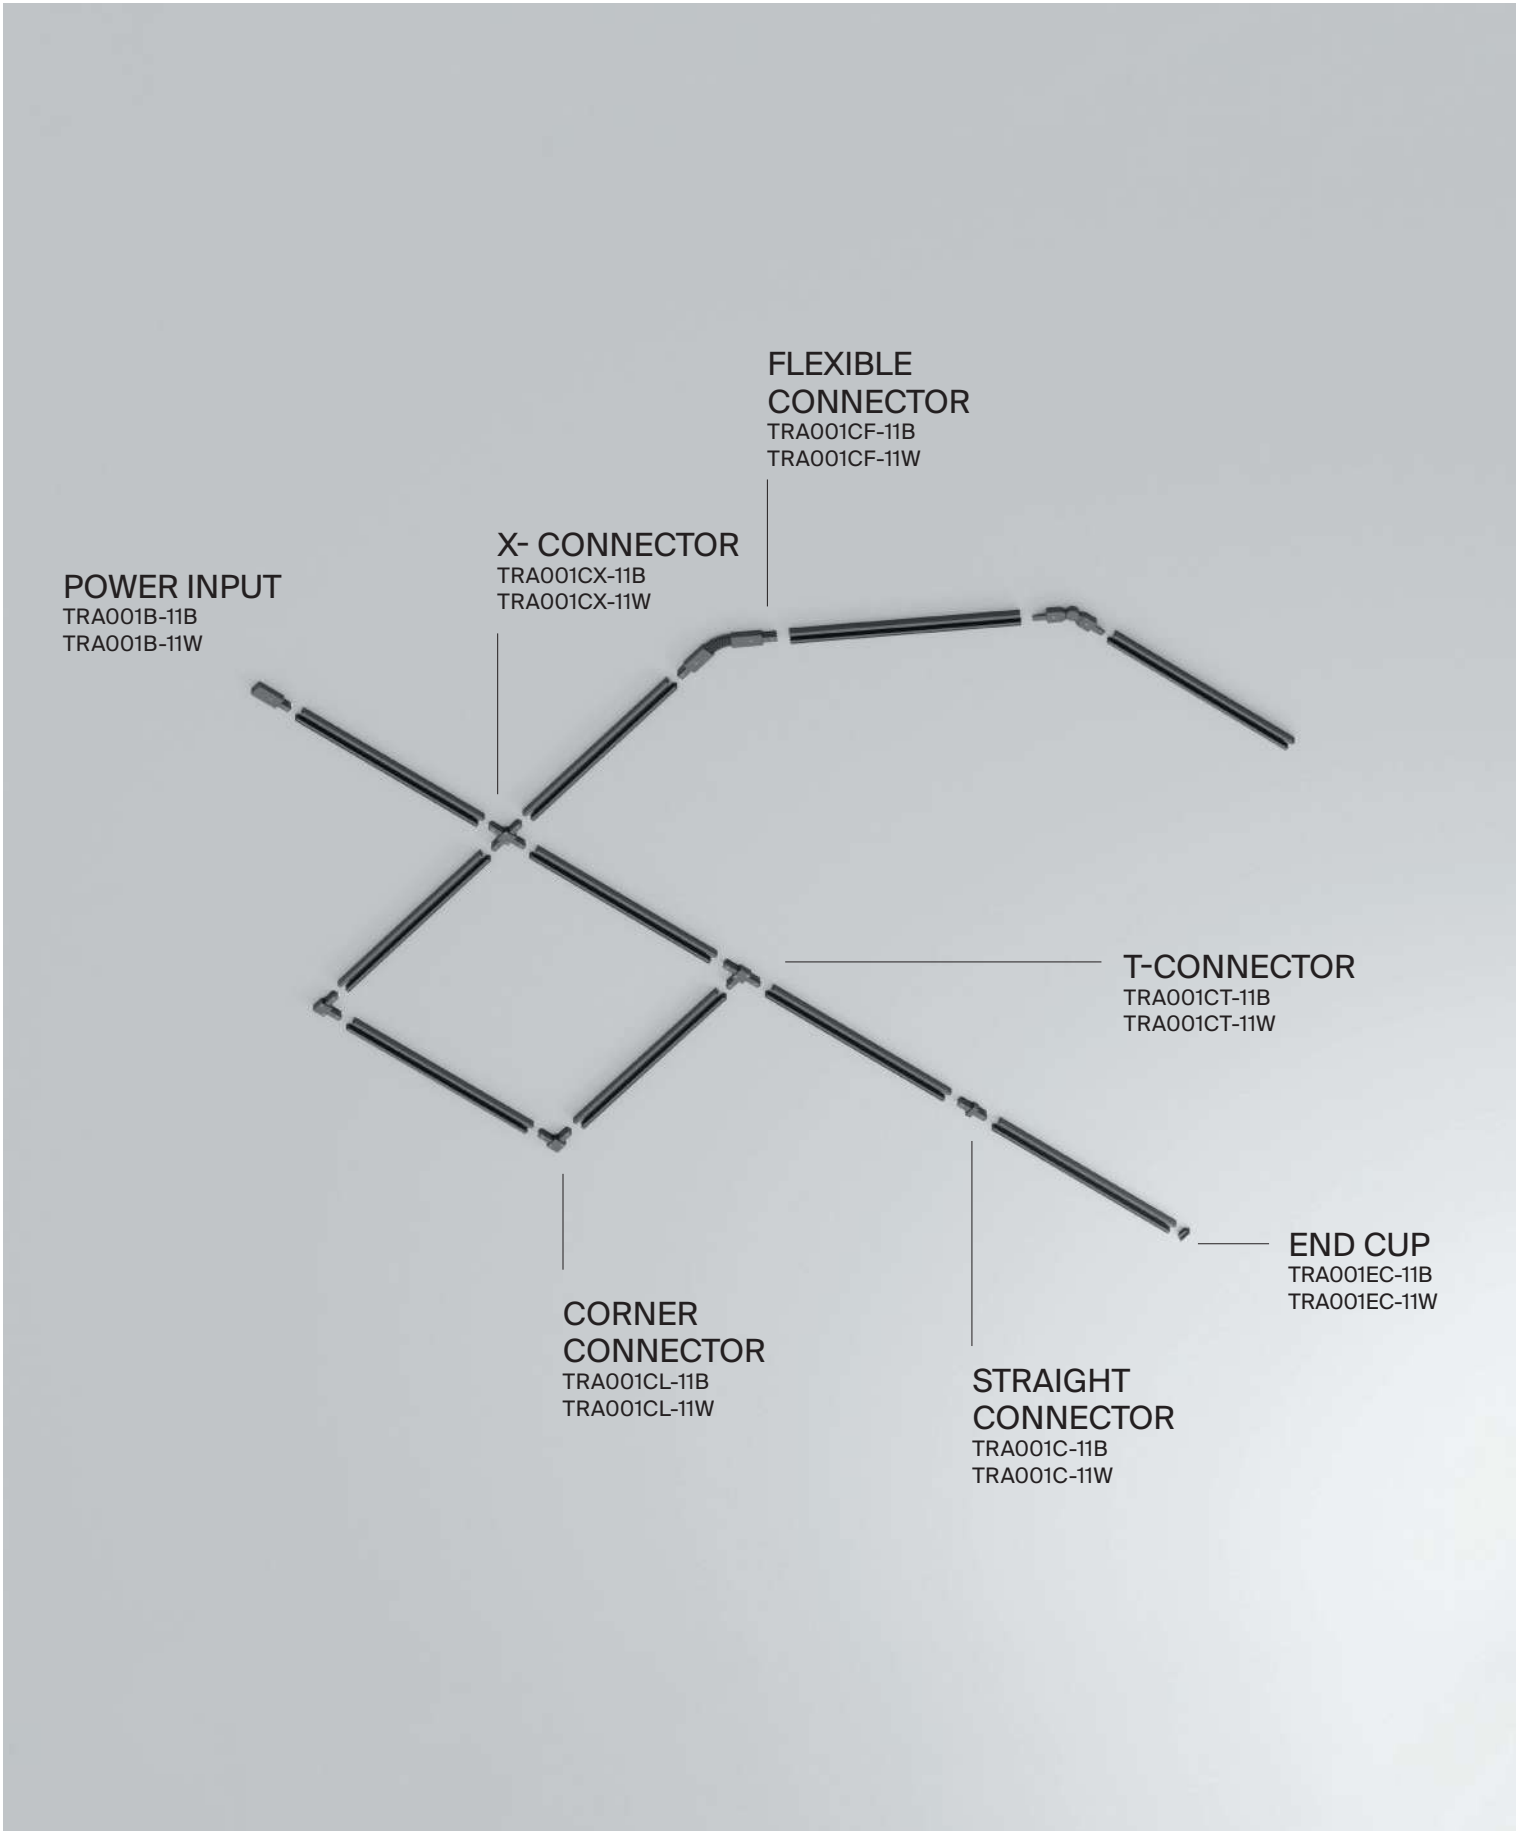 FLEXIBLE
CONNECTOR
TRA001CF-11B
TRA001CF-11W
X- CONNECTOR
TRA001CX-11B
TRA001CX-11W
POWER INPUT
TRA001B-11B
TRA001B-11W
T-CONNECTOR
TRA001CT-11B
TRA001CT-11W
END CUP
TRA001EC-11B
TRA001EC-11W
CORNER
CONNECTOR
TRA001CL-11B
TRA001CL-11W
STRAIGHT
CONNECTOR
TRA001C-11B
TRA001C-11W